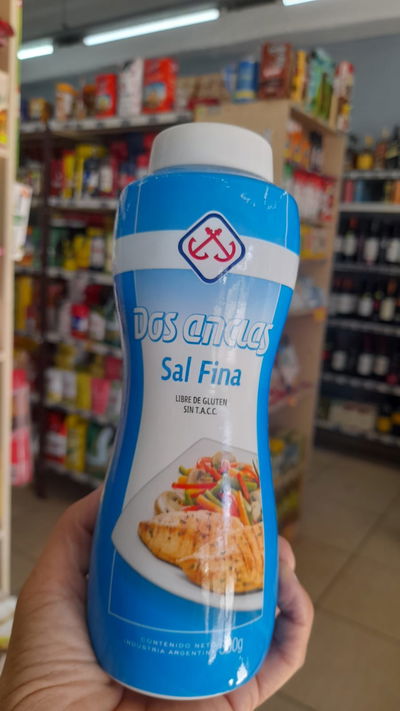 Dos anclas
Sal Fina
LIBRE DE GLUTEN
SIN T.A.C.C.
CONTENIDO NETO
INDUSTRIA ARGENTINA